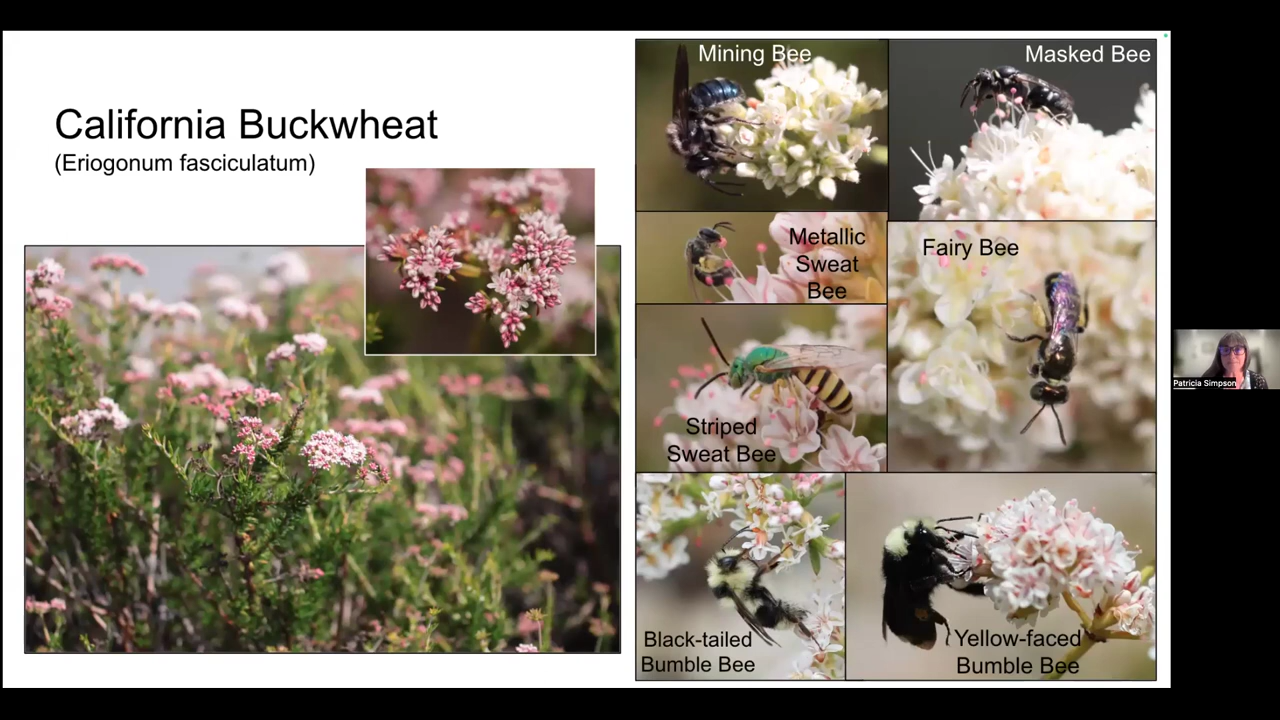 California Buckwheat
(Eriogonum fasciculatum)
Mining Bee
Masked Bee
Metallic
Sweat
Bee
Fairy Bee
Striped
Sweat Bee
Black-tailed
Bumble Bee
Yellow-faced
Bumble Bee
Patricia Simpson